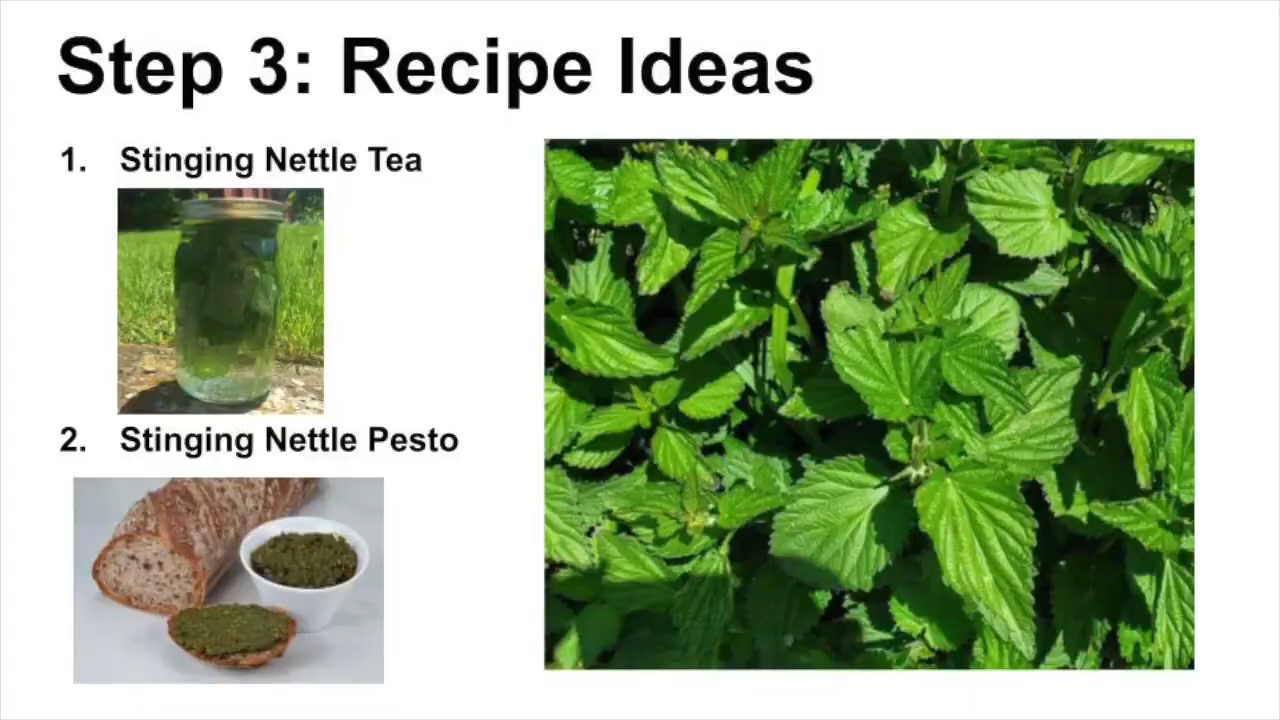 Step 3: Recipe Ideas
1. Stinging Nettle Tea
2. Stinging Nettle Pesto